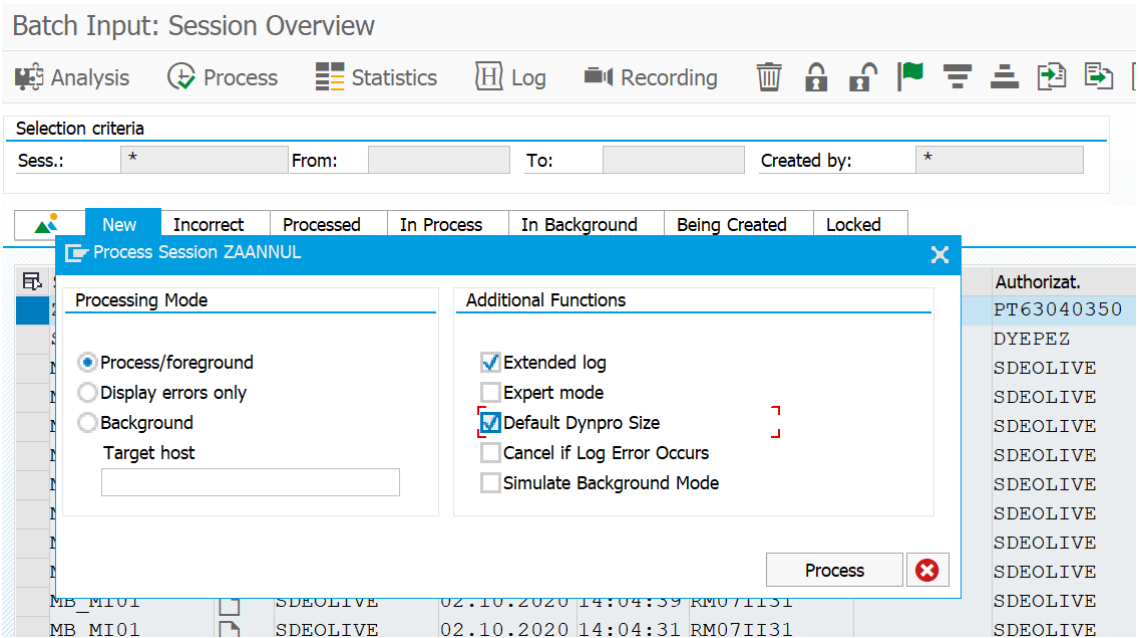 Batch Input: Session Overview
Analysis Process Statistics Log Recording
Selection criteria
Sess.: * From: To: Created by: *
New Incorrect Processed In Process In Background Being Created Locked
Process Session ZAANNUL
Authorizat.
Processing Mode Additional Functions
PT63040350
DYEPEZ
Process/foreground Extended log SDEOLIVE
Display errors only Expert mode SDEOLIVE
Background Default Dynpro Size SDEOLIVE
Target host Cancel if Log Error Occurs SDEOLIVE
Simulate Background Mode SDEOLIVE
SDEOLIVE
SDEOLIVE
Process SDEOLIVE
MB_MI01 SDEOLIVE 02.10.2020 14:04:39 RM07II31 SDEOLIVE
MB_MI01 SDEOLIVE 02.10.2020 14:04:31 RM07II31 SDEOLIVE